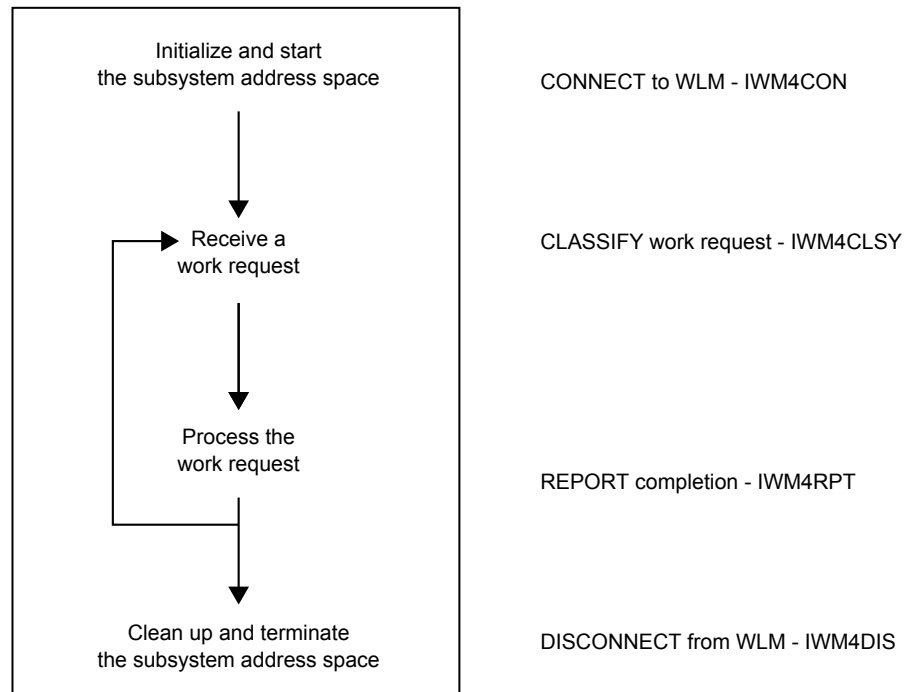 Initialize and start
the subsystem address space
CONNECT to WLM - IWM4CON
Receive a
work request
CLASSIFY work request - IWM4CLSY
Process the
work request
REPORT completion - IWM4RPT
Clean up and terminate
the subsystem address space
DISCONNECT from WLM - IWM4DIS